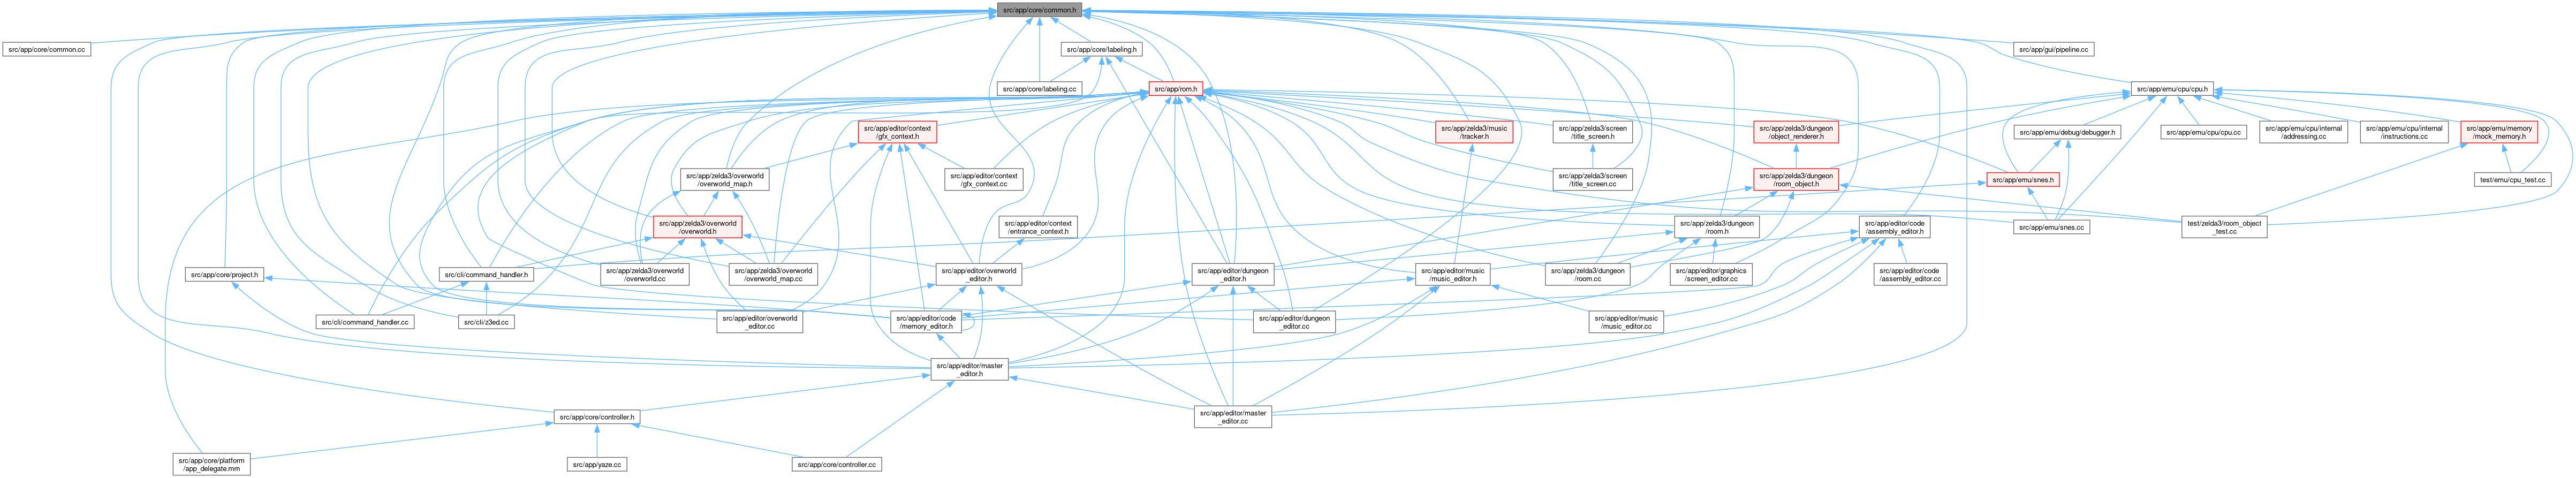 src/app/core/common.h
src/app/core/common.cc
src/app/core/labeling.h
src/app/gui/pipeline.cc
src/app/core/labeling.cc
src/app/rom.h
src/app/emu/cpu/cpu.h
src/app/editor/context
/gfx_context.h
src/app/zelda3/music
/tracker.h
src/app/zelda3/screen
/title_screen.h
src/app/zelda3/dungeon
/object_renderer.h
src/app/emu/debug/debugger.h
src/app/emu/cpu/cpu.cc
src/app/emu/cpu/internal
/addressing.cc
src/app/emu/cpu/internal
/instructions.cc
src/app/emu/memory
/mock_memory.h
src/app/zelda3/overworld
/overworld_map.h
src/app/editor/context
/gfx_context.cc
src/app/zelda3/screen
/title_screen.cc
src/app/zelda3/dungeon
/room_object.h
src/app/emu/snes.h
test/emu/cpu_test.cc
src/app/zelda3/overworld
/overworld.h
src/app/editor/context
/entrance_context.h
src/app/zelda3/dungeon
/room.h
src/app/editor/code
/assembly_editor.h
src/app/emu/snes.cc
test/zelda3/room_object
_test.cc
src/app/core/project.h
src/cli/command_handler.h
src/app/zelda3/overworld
/overworld.cc
src/app/zelda3/overworld
/overworld_map.cc
src/app/editor/overworld
_editor.h
src/app/editor/dungeon
_editor.h
src/app/editor/music
/music_editor.h
src/app/zelda3/dungeon
/room.cc
src/app/editor/graphics
/screen_editor.cc
src/app/editor/code
/assembly_editor.cc
src/cli/command_handler.cc
src/cli/z3ed.cc
src/app/editor/overworld
_editor.cc
src/app/editor/code
/memory_editor.h
src/app/editor/dungeon
_editor.cc
src/app/editor/music
/music_editor.cc
src/app/editor/master
_editor.h
src/app/core/controller.h
src/app/editor/master
_editor.cc
src/app/core/platform
/app_delegate.mm
src/app/yaze.cc
src/app/core/controller.cc